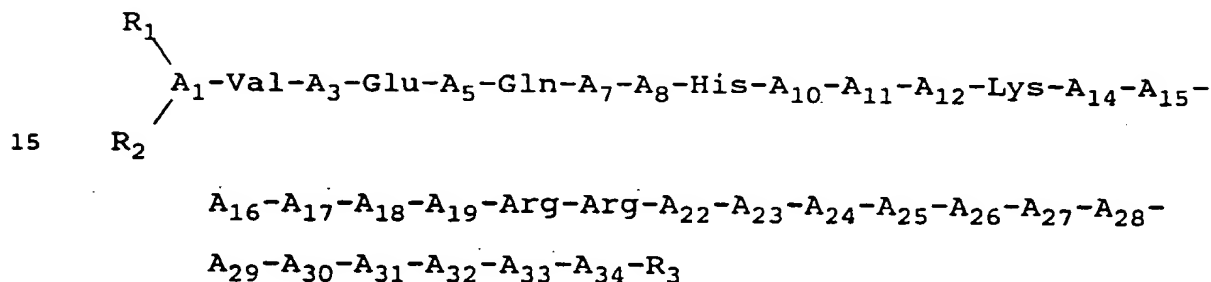 R₁
A₁-Val-A₃-Glu-A₅-Gln-A₇-A₈-His-A₁₀-A₁₁-A₁₂-Lys-A₁₄-A₁₅-
15 R₂
A₁₆-A₁₇-A₁₈-A₁₉-Arg-Arg-A₂₂-A₂₃-A₂₄-A₂₅-A₂₆-A₂₇-A₂₈-
A₂₉-A₃₀-A₃₁-A₃₂-A₃₃-A₃₄-R₃